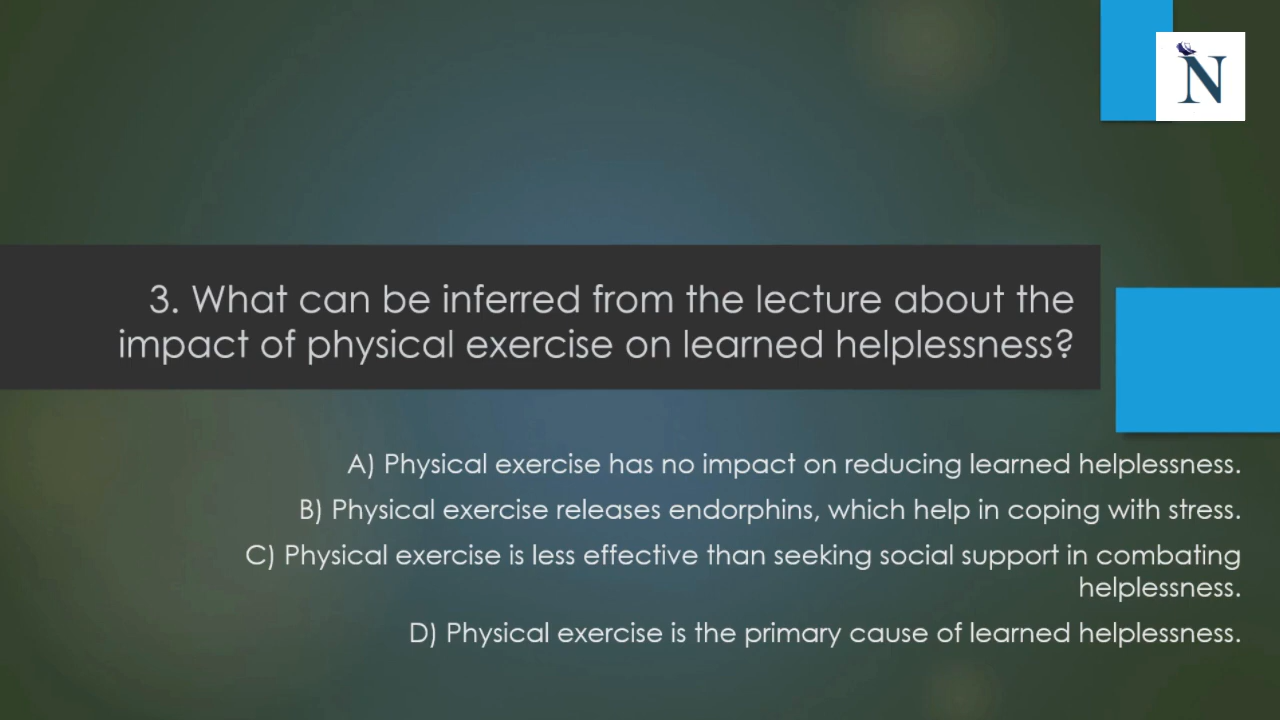 N
3. What can be inferred from the lecture about the
impact of physical exercise on learned helplessness?
A) Physical exercise has no impact on reducing learned helplessness.
B) Physical exercise releases endorphins, which help in coping with stress.
C) Physical exercise is less effective than seeking social support in combating
helplessness.
D) Physical exercise is the primary cause of learned helplessness.